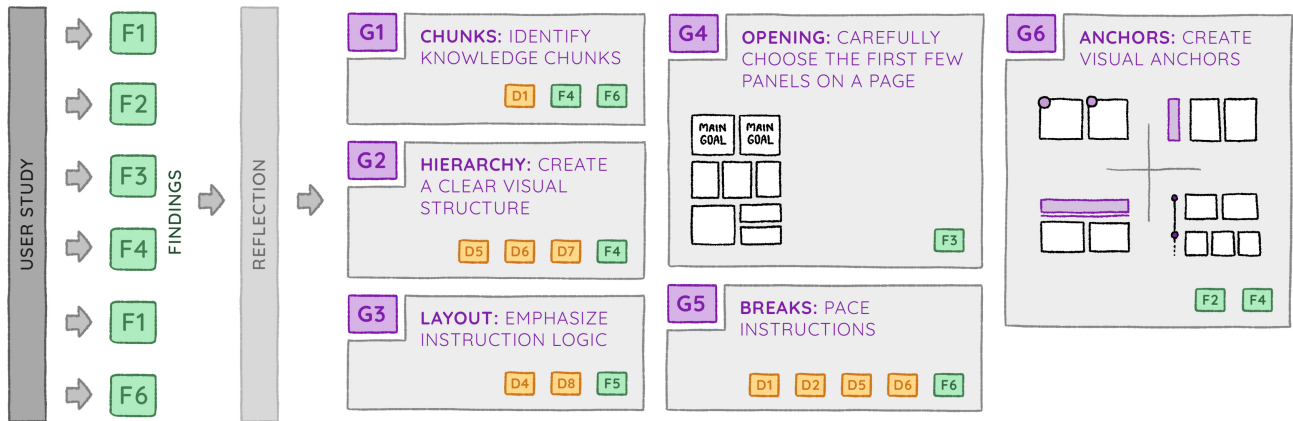 USER STUDY
F1
F2
F3
F4
F1
F6
FINDINGS
REFLECTION
G1
CHUNKS: IDENTIFY
KNOWLEDGE CHUNKS
D1 F4 F6
G2
HIERARCHY: CREATE
A CLEAR VISUAL
STRUCTURE
D5 D6 D7 F4
G3
LAYOUT: EMPHASIZE
INSTRUCTION LOGIC
D4 D8 F5
G4
OPENING: CAREFULLY
CHOOSE THE FIRST FEW
PANELS ON A PAGE
MAIN
GOAL
MAIN
GOAL
F3
G5
BREAKS: PACE
INSTRUCTIONS
D1 D2 D5 D6 F6
G6
ANCHORS: CREATE
VISUAL ANCHORS
F2 F4